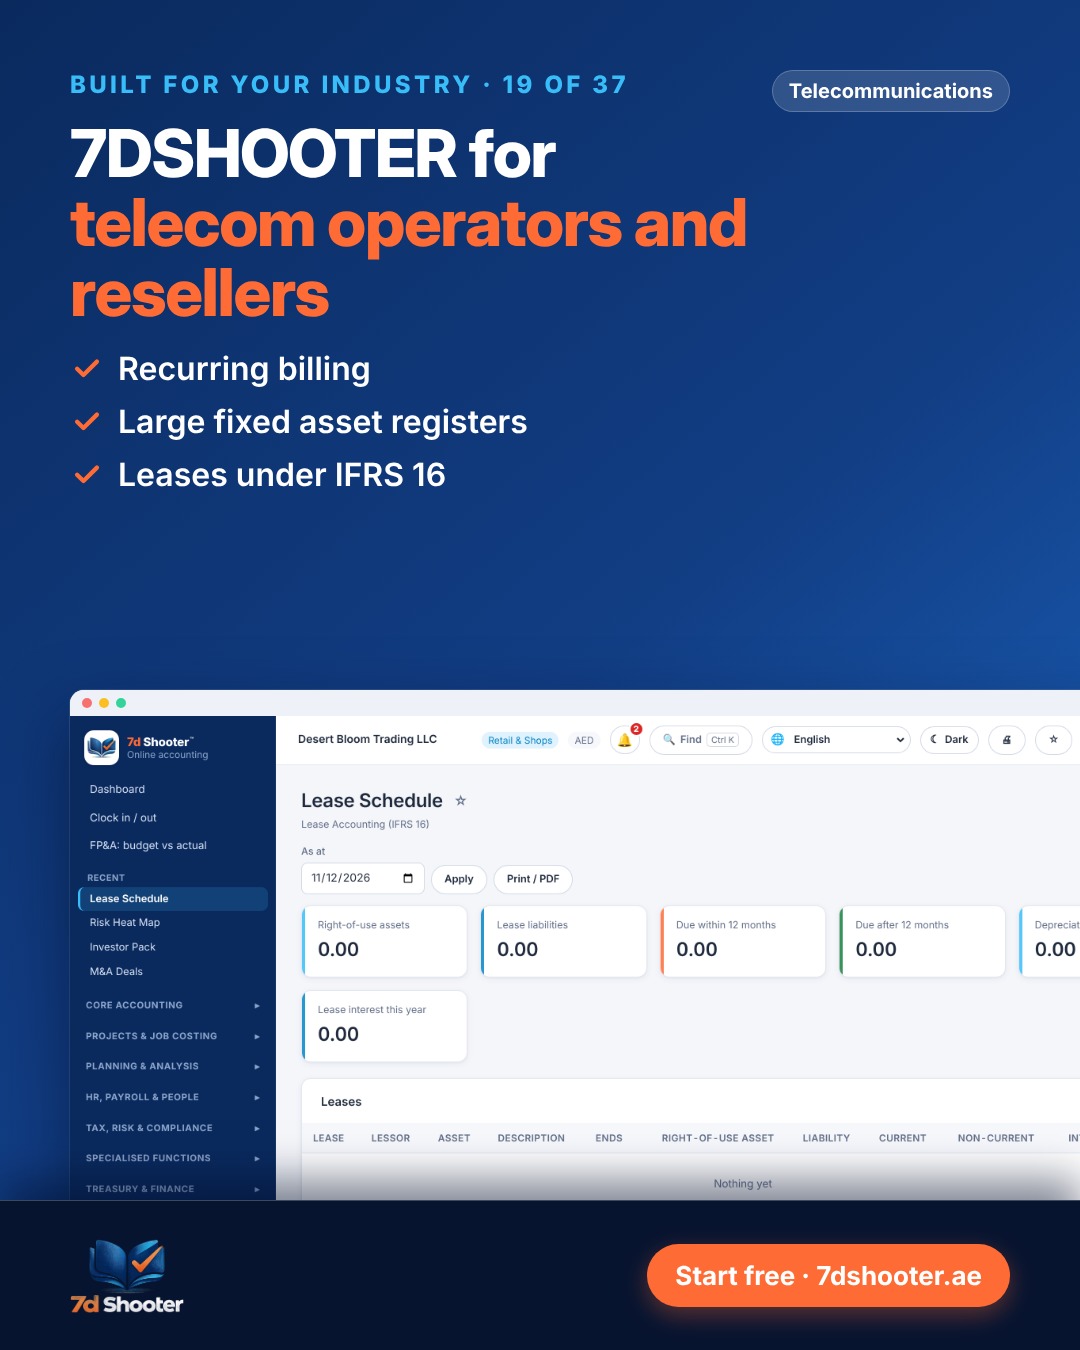 BUILT FOR YOUR INDUSTRY · 19 OF 37
Telecommunications
7DSHOOTER for
telecom operators and
resellers
Recurring billing
Large fixed asset registers
Leases under IFRS 16
7d Shooter™
Online accounting
Dashboard
Clock in / out
FP&A: budget vs actual
RECENT
Lease Schedule
Risk Heat Map
Investor Pack
M&A Deals
CORE ACCOUNTING
PROJECTS & JOB COSTING
PLANNING & ANALYSIS
HR, PAYROLL & PEOPLE
TAX, RISK & COMPLIANCE
SPECIALISED FUNCTIONS
TREASURY & FINANCE
Desert Bloom Trading LLC
Retail & Shops
AED
2
Find Ctrl K
English
Dark
Lease Schedule
Lease Accounting (IFRS 16)
As at
11/12/2026
Apply
Print / PDF
Right-of-use assets
0.00
Lease liabilities
0.00
Due within 12 months
0.00
Due after 12 months
0.00
Depreciat
0.00
Lease interest this year
0.00
Leases
LEASE LESSOR ASSET DESCRIPTION ENDS RIGHT-OF-USE ASSET LIABILITY CURRENT NON-CURRENT IN
Nothing yet
7d Shooter
Start free · 7dshooter.ae